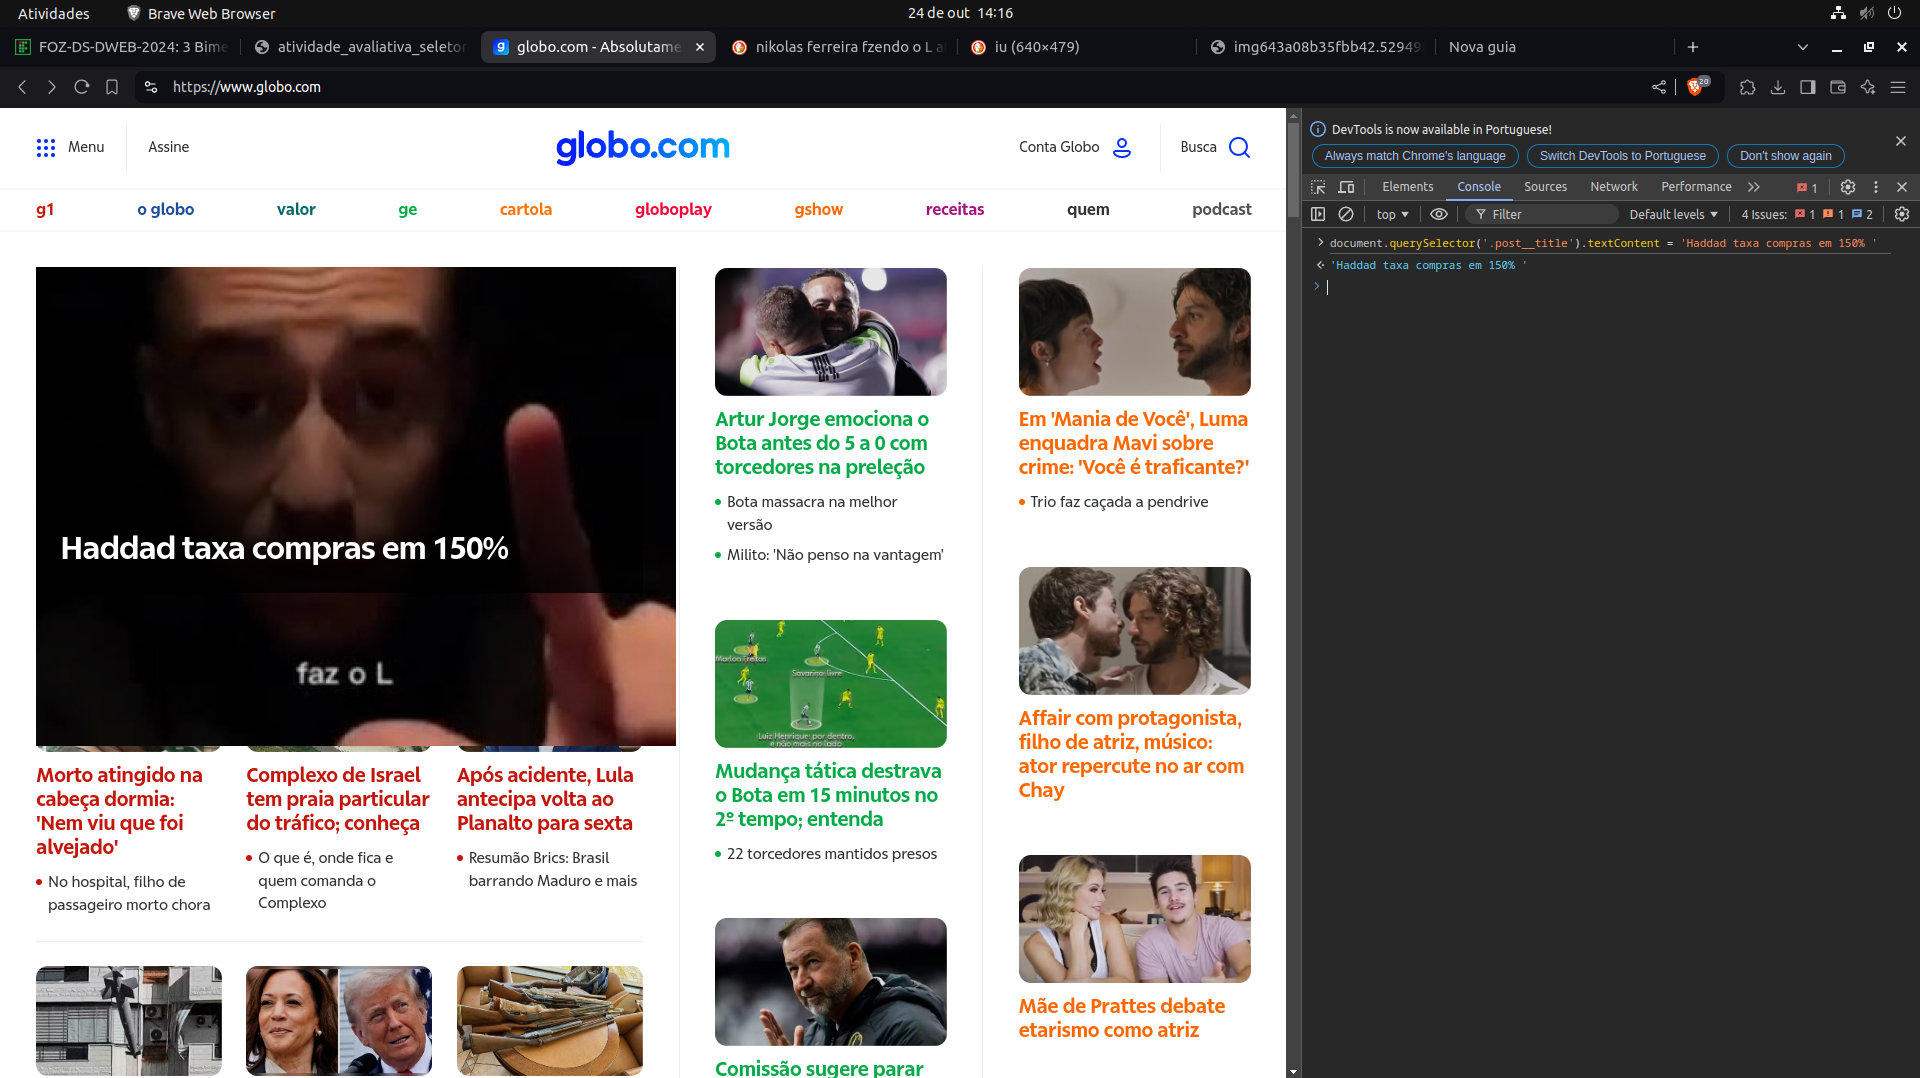 Atividades
Brave Web Browser
24 de out 14:16
FOZ-DS-DWEB-2024: 3 Bime
atividade_avaliativa_seletor
globo.com - Absolutame
nikolas ferreira fzendo o L a
iu (640×479)
img643a08b35fbb42.52949
Nova guia
https://www.globo.com
20
Menu
Assine
globo.com
Conta Globo
Busca
g1
o globo
valor
ge
cartola
globoplay
gshow
receitas
quem
podcast
Haddad taxa compras em 150%
faz o L
Morto atingido na
cabeça dormia:
'Nem viu que foi
alvejado'
No hospital, filho de
passageiro morto chora
Complexo de Israel
tem praia particular
do tráfico; conheça
O que é, onde fica e
quem comanda o
Complexo
Após acidente, Lula
antecipa volta ao
Planalto para sexta
Resumão Brics: Brasil
barrando Maduro e mais
Artur Jorge emociona o
Bota antes do 5 a 0 com
torcedores na preleção
Bota massacra na melhor
versão
Milito: 'Não penso na vantagem'
Marlon Freitas
Savarino: livre
Luiz Henrique: por dentro,
e não mais no lado
Mudança tática destrava
o Bota em 15 minutos no
2º tempo; entenda
22 torcedores mantidos presos
Comissão sugere parar
Em 'Mania de Você', Luma
enquadra Mavi sobre
crime: 'Você é traficante?'
Trio faz caçada a pendrive
Affair com protagonista,
filho de atriz, músico:
ator repercute no ar com
Chay
Mãe de Prattes debate
etarismo como atriz
DevTools is now available in Portuguese!
Always match Chrome's language
Switch DevTools to Portuguese
Don't show again
Elements
Console
Sources
Network
Performance
1
top
Filter
Default levels
4 Issues:
1
1
2
document.querySelector('.post__title').textContent = 'Haddad taxa compras em 150% '
'Haddad taxa compras em 150% '